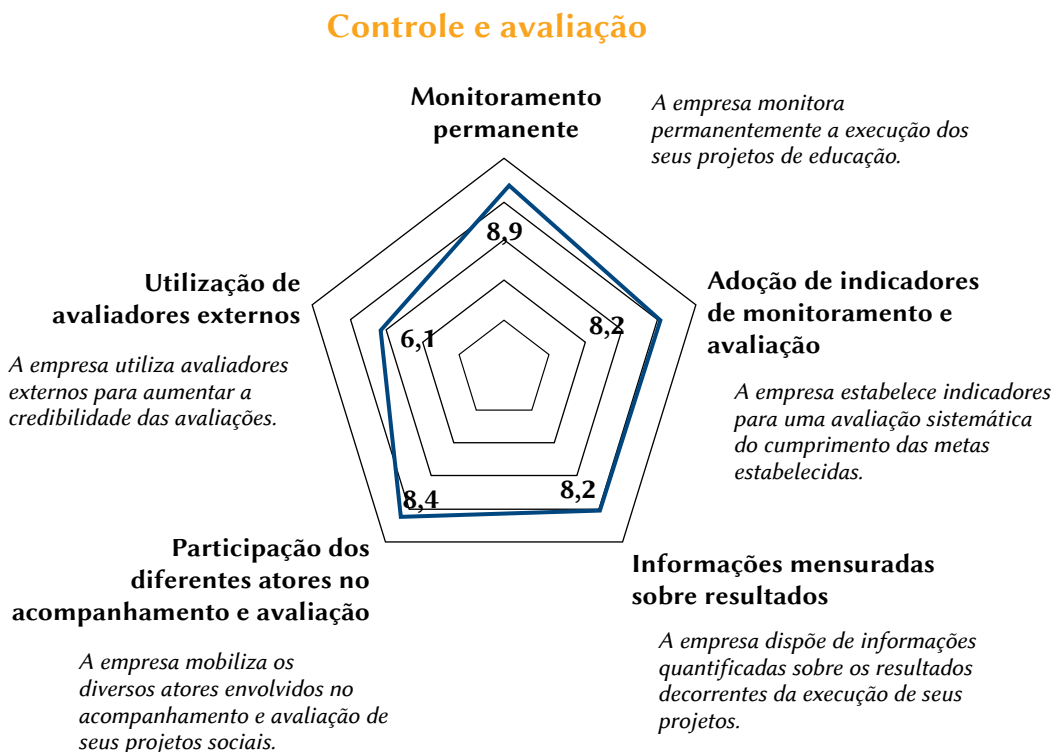 Controle e avaliação
Monitoramento
permanente
A empresa monitora
permanentemente a execução dos
seus projetos de educação.
8,9
Utilização de
avaliadores externos
A empresa utiliza avaliadores
externos para aumentar a
credibilidade das avaliações.
6,1
8,2
Adoção de indicadores
de monitoramento e
avaliação
A empresa estabelece indicadores
para uma avaliação sistemática
do cumprimento das metas
estabelecidas.
8,4
8,2
Participação dos
diferentes atores no
acompanhamento e avaliação
A empresa mobiliza os
diversos atores envolvidos no
acompanhamento e avaliação de
seus projetos sociais.
Informações mensuradas
sobre resultados
A empresa dispõe de informações
quantificadas sobre os resultados
decorrentes da execução de seus
projetos.